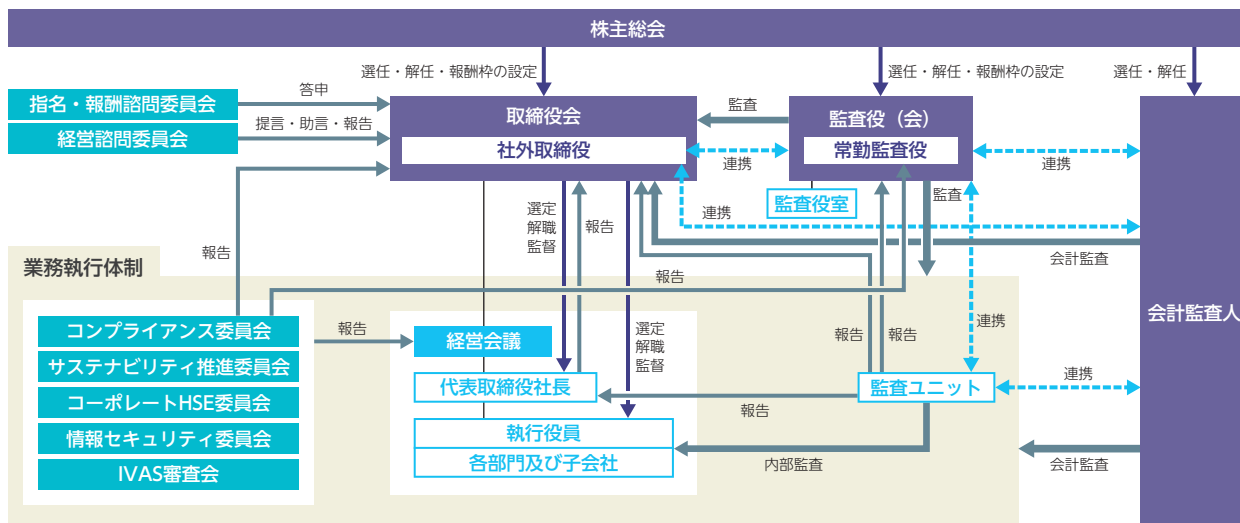 株主総会
選任・解任・報酬枠の設定
選任・解任・報酬枠の設定
選任・解任
指名・報酬諮問委員会
答申
経営諮問委員会
提言・助言・報告
取締役会
社外取締役
監査
監査役（会）
常勤監査役
連携
連携
監査役室
監査
選定
解職
監督
報告
連携
会計監査
報告
業務執行体制
報告
会計監査人
コンプライアンス委員会
サステナビリティ推進委員会
コーポレートHSE委員会
情報セキュリティ委員会
IVAS審査会
報告
経営会議
選定
解職
監督
報告
報告
連携
代表取締役社長
監査ユニット
連携
報告
執行役員
各部門及び子会社
内部監査
会計監査